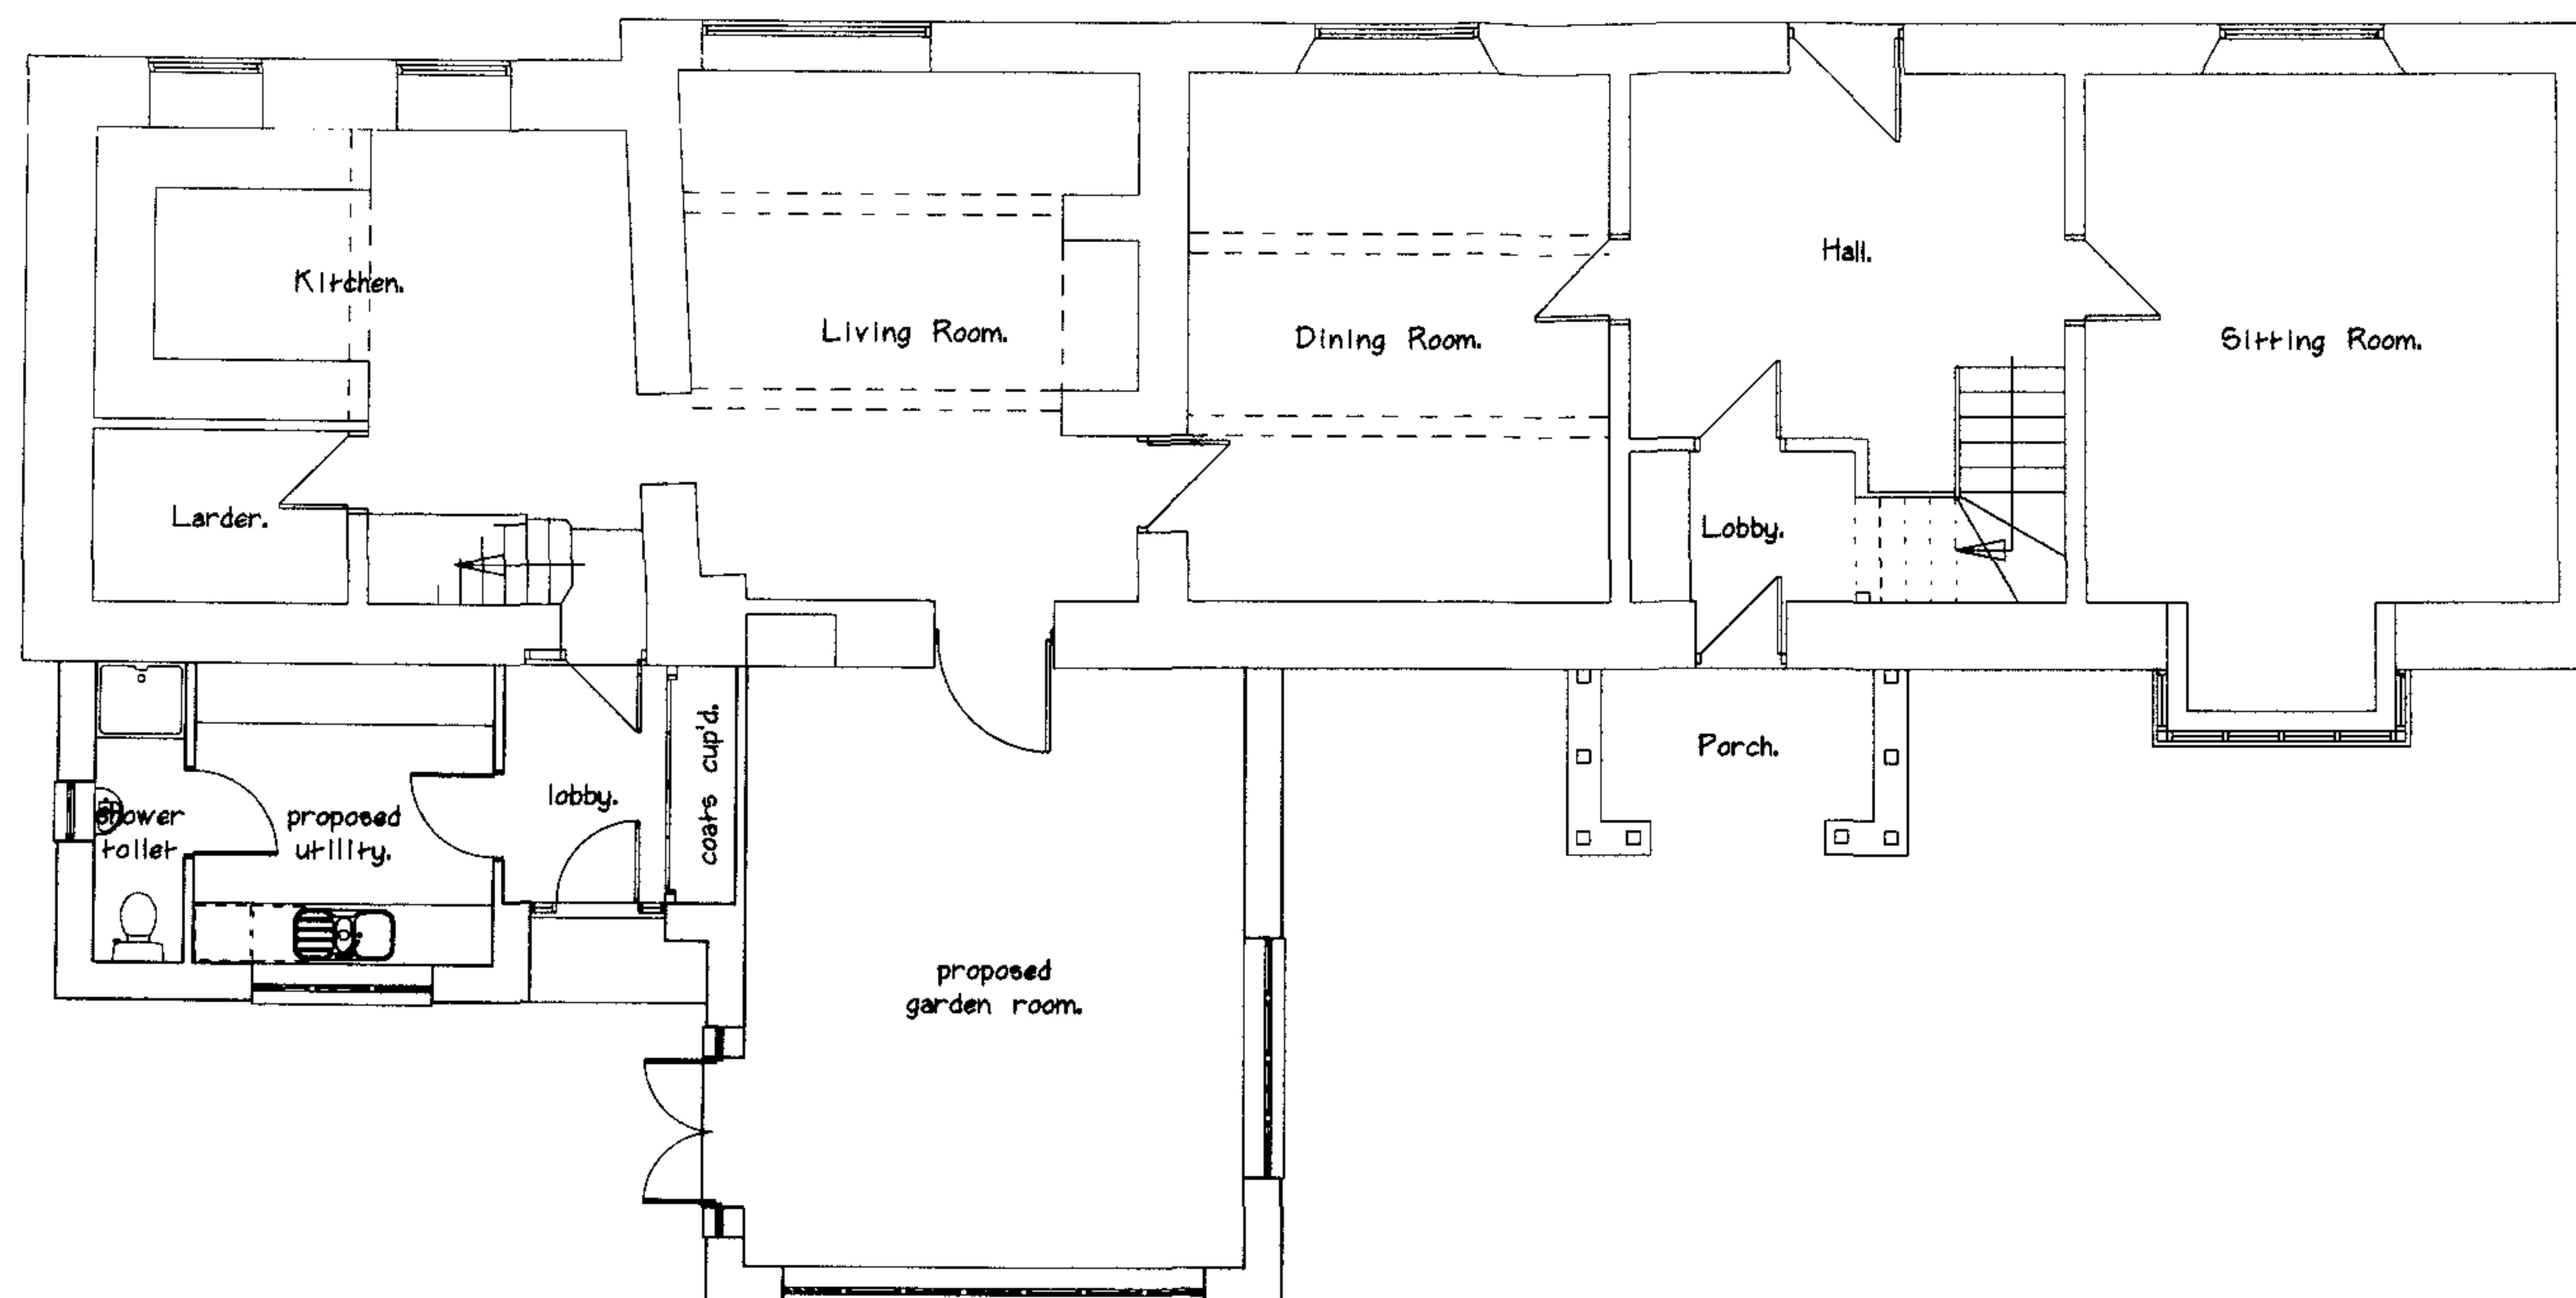 Kitchen.
Living Room.
Dining Room.
Hall.
Sitting Room.
Larder.
Lobby.
shower
toilet
proposed
utility.
lobby.
coats cup'd.
Porch.
proposed
garden room.